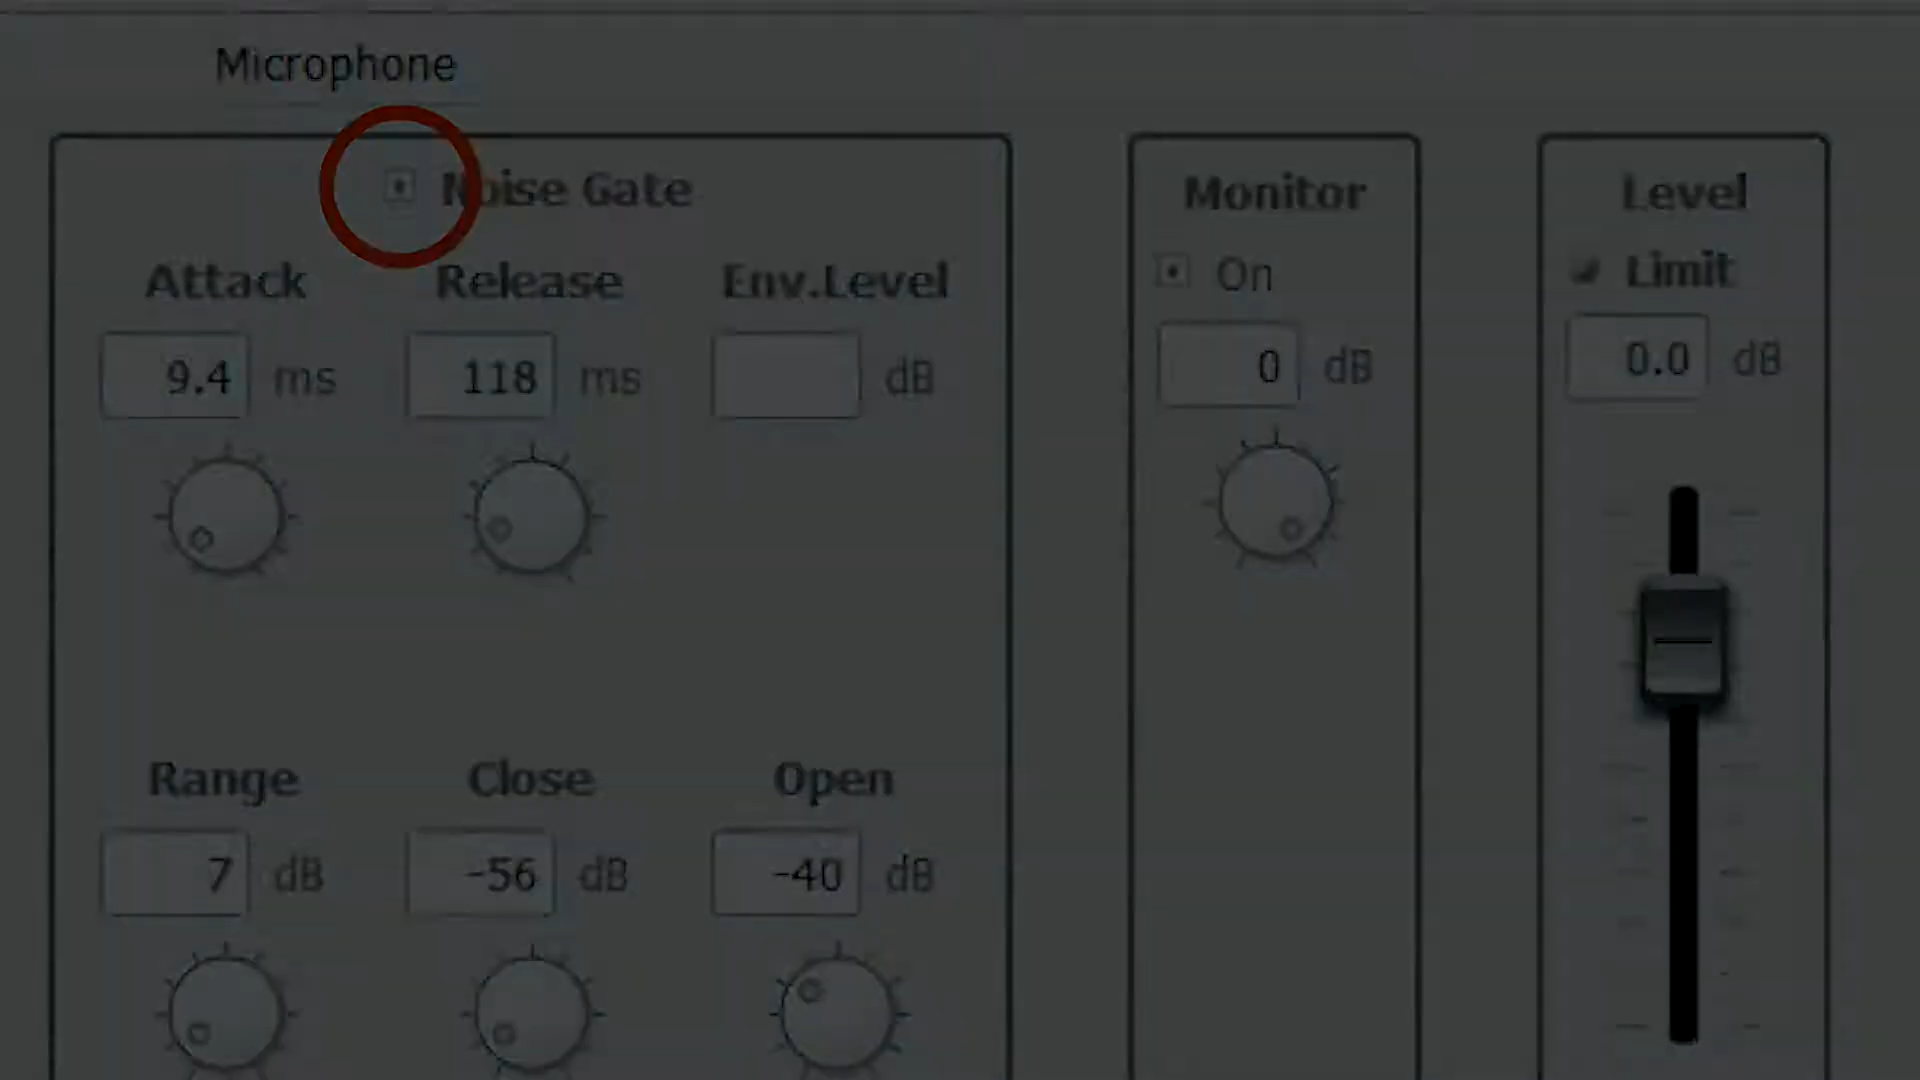 Microphone
Noise Gate
Attack Release Env.Level
9.4 ms 118 ms dB
Range Close Open
7 dB -56 dB -40 dB
Monitor
On
0 dB
Level
Limit
0.0 dB